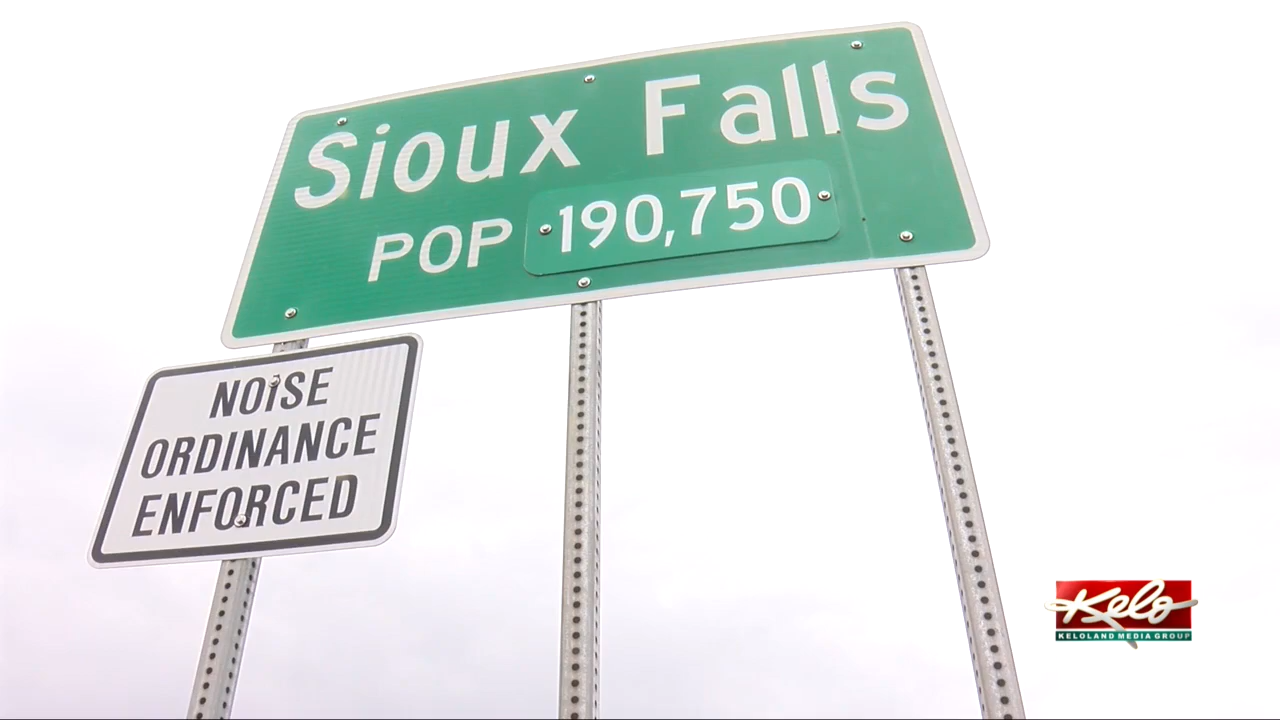 Sioux Falls
POP 190,750
NOISE
ORDINANCE
ENFORCED
Kelo
KELOLAND MEDIA GROUP